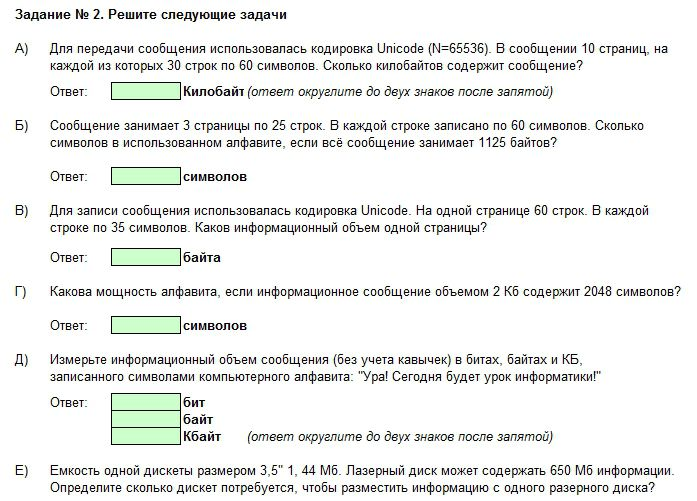 Задание № 2. Решите следующие задачи
А) Для передачи сообщения использовалась кодировка Unicode (N=65536). В сообщении 10 страниц, на
каждой из которых 30 строк по 60 символов. Сколько килобайтов содержит сообщение?
Ответ: Килобайт (ответ округлите до двух знаков после запятой)
Б) Сообщение занимает 3 страницы по 25 строк. В каждой строке записано по 60 символов. Сколько
символов в использованном алфавите, если всё сообщение занимает 1125 байтов?
Ответ: символов
В) Для записи сообщения использовалась кодировка Unicode. На одной странице 60 строк. В каждой
строке по 35 символов. Каков информационный объем одной страницы?
Ответ: байта
Г) Какова мощность алфавита, если информационное сообщение объемом 2 Кб содержит 2048 символов?
Ответ: символов
Д) Измерьте информационный объем сообщения (без учета кавычек) в битах, байтах и КБ,
записанного символами компьютерного алфавита: "Ура! Сегодня будет урок информатики!"
Ответ: бит
байт
Кбайт (ответ округлите до двух знаков после запятой)
Е) Емкость одной дискеты размером 3,5" 1, 44 Мб. Лазерный диск может содержать 650 Мб информации.
Определите сколько дискет потребуется, чтобы разместить информацию с одного разерного диска?